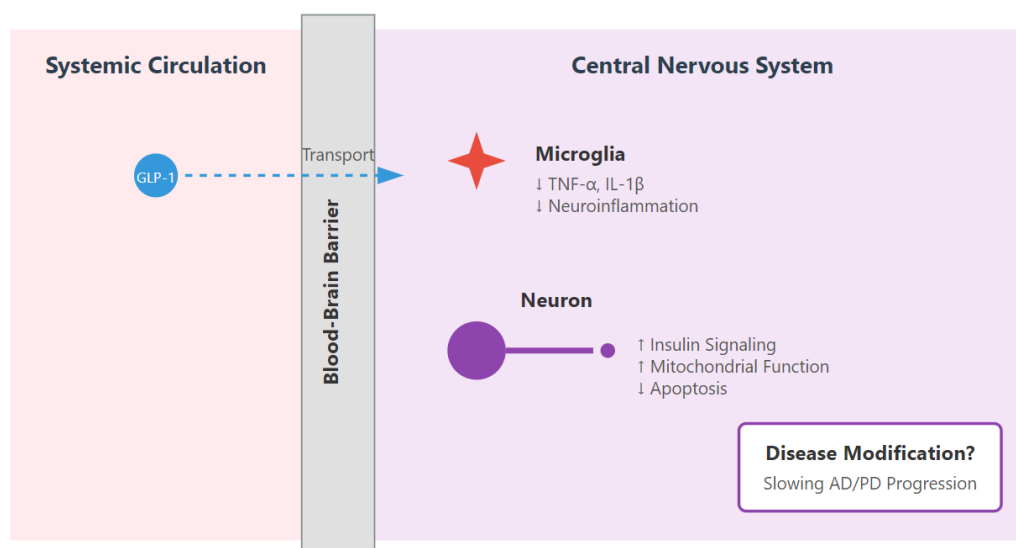 Systemic Circulation
Central Nervous System
GLP-1
Transport
Blood-Brain Barrier
Microglia
↓ TNF-α, IL-1β
↓ Neuroinflammation
Neuron
↑ Insulin Signaling
↑ Mitochondrial Function
↓ Apoptosis
Disease Modification?
Slowing AD/PD Progression